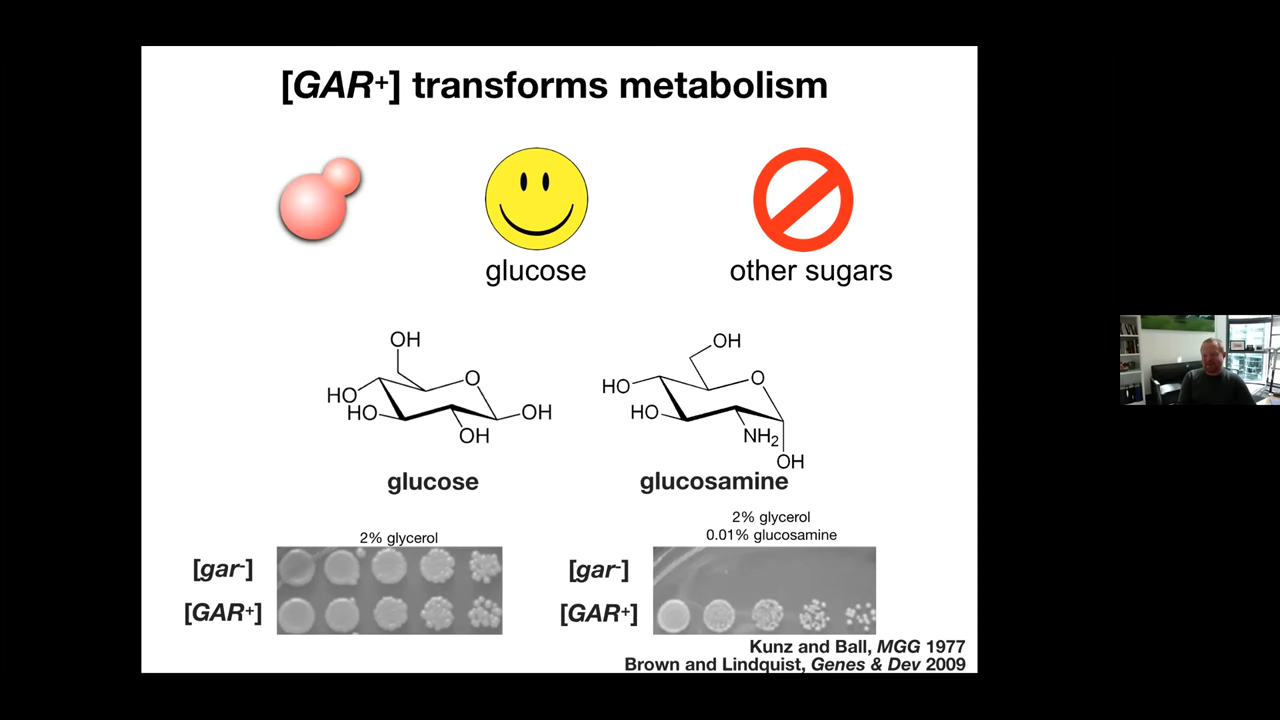 [GAR+] transforms metabolism
glucose
other sugars
OH
HO
HO
O
OH
OH
glucose
OH
HO
HO
O
NH2
OH
glucosamine
2% glycerol
[gar-]
[GAR+]
2% glycerol
0.01% glucosamine
[gar-]
[GAR+]
Kunz and Ball, MGG 1977
Brown and Lindquist, Genes & Dev 2009